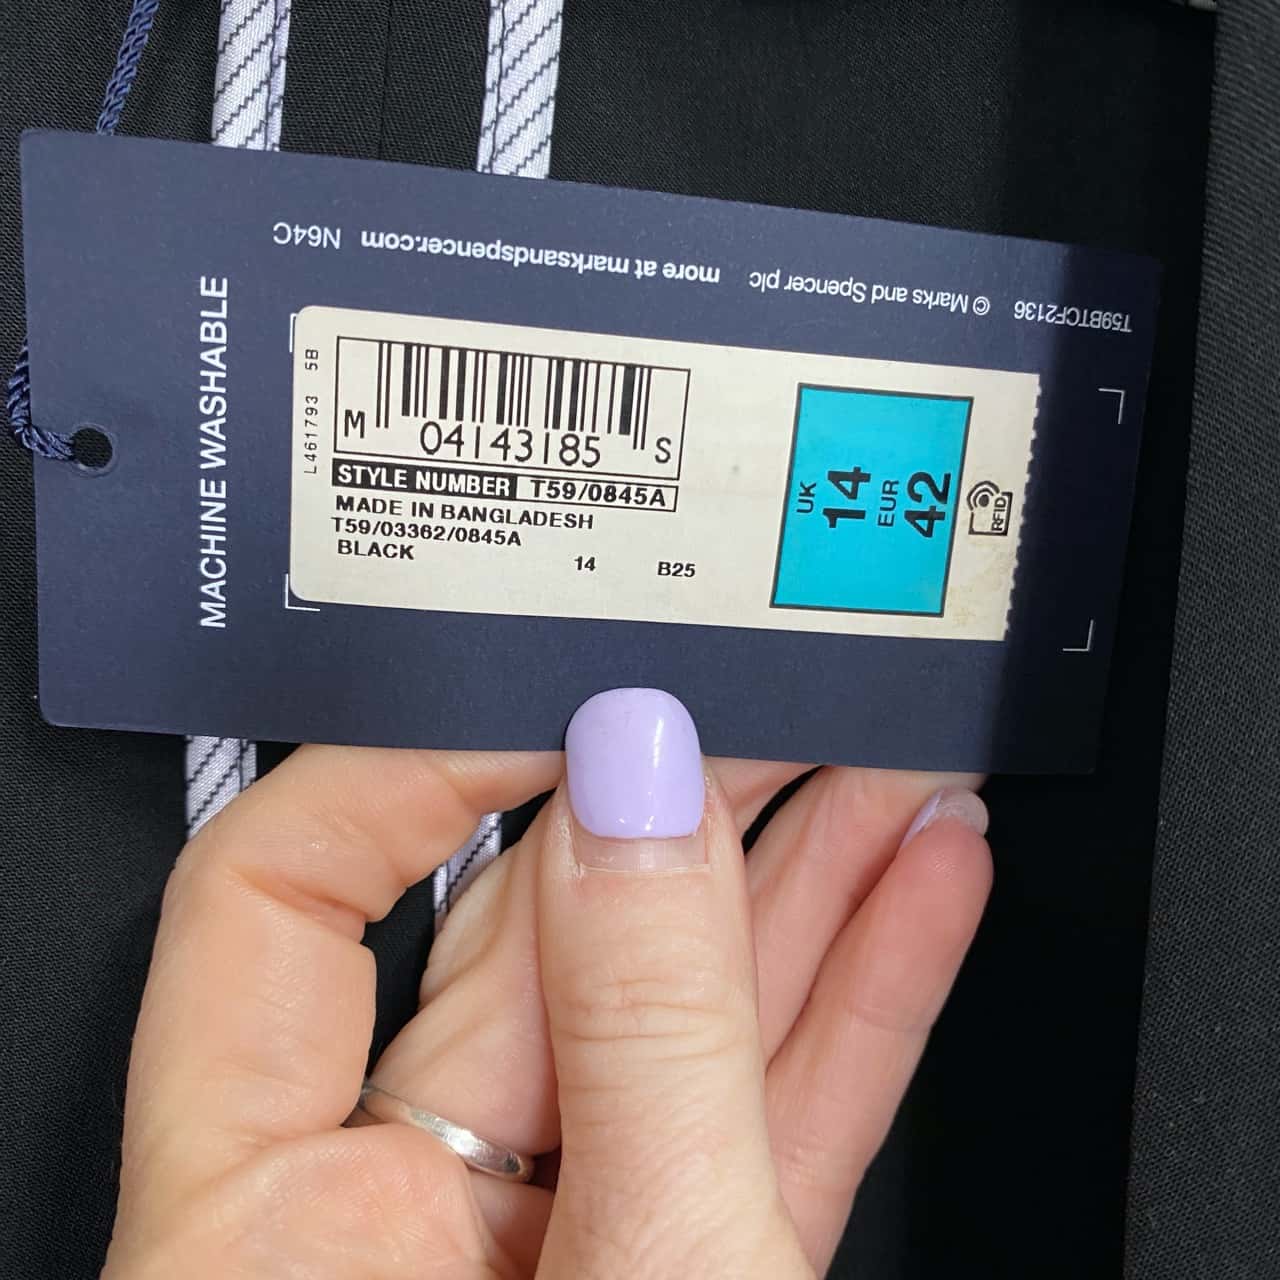 T59BTCF2136 © Marks and Spencer plc more at marksandspencer.com N64C
MACHINE WASHABLE
L461793 5B
M 04143185 S
STYLE NUMBER T59/0845A
MADE IN BANGLADESH
T59/03362/0845A
BLACK 14 B25
UK
14
EUR
42
RFID